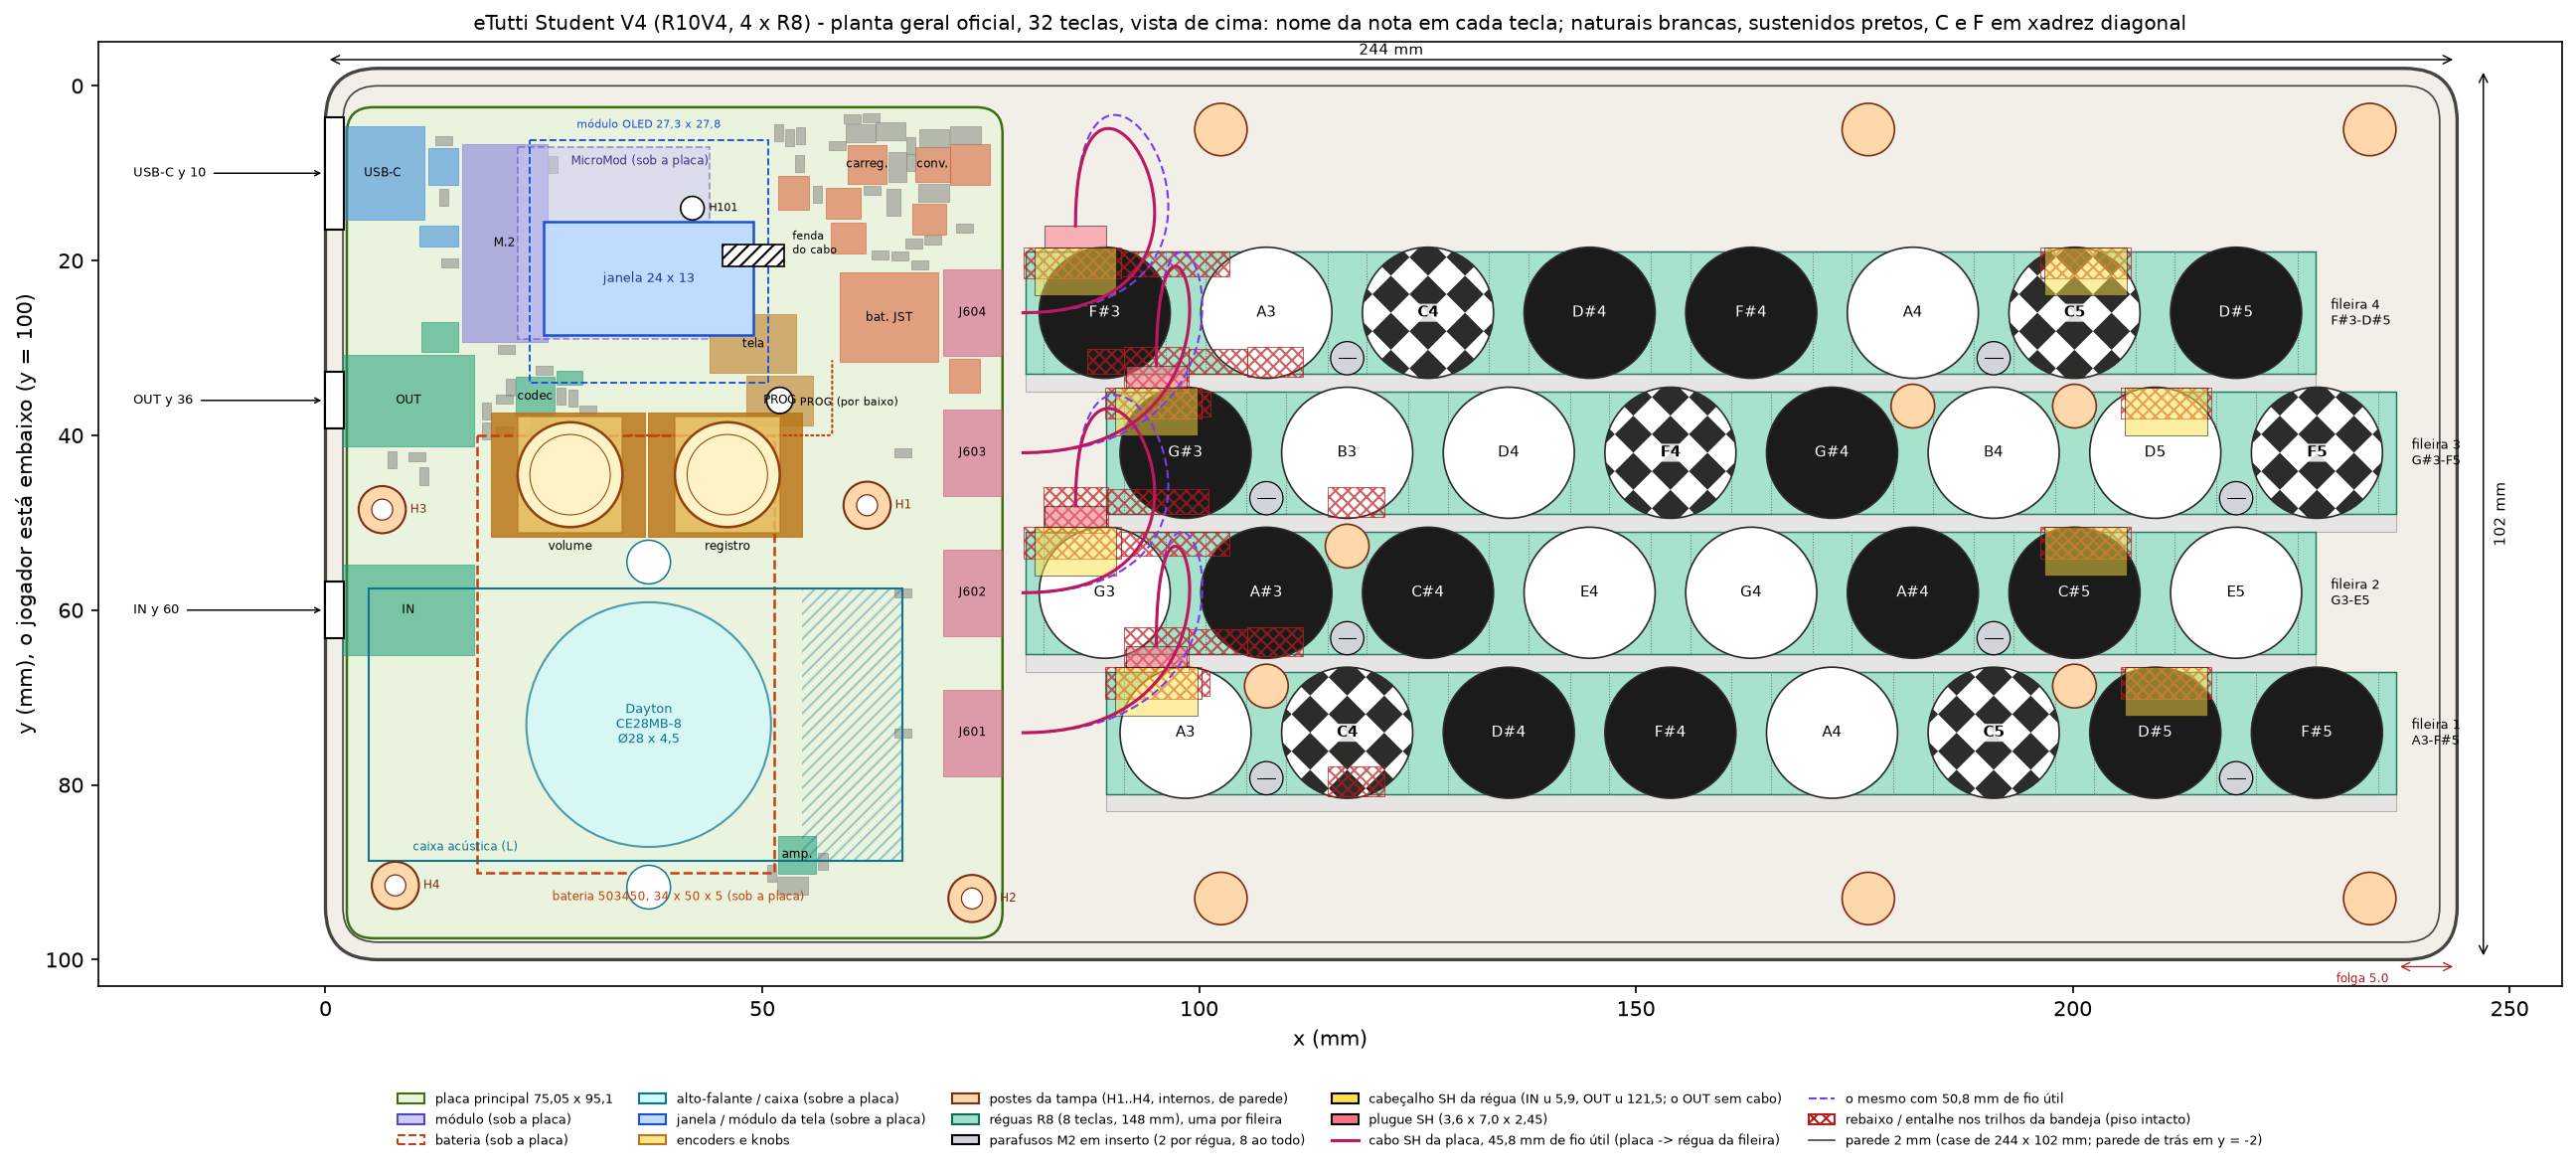 eTutti Student V4 (R10V4, 4 x R8) - planta geral oficial, 32 teclas, vista de cima: nome da nota em cada tecla; naturais brancas, sustenidos pretos, C e F em xadrez diagonal
244 mm
0
20
40
60
80
100
y (mm), o jogador está embaixo (y = 100)
USB-C y 10
OUT y 36
IN y 60
módulo OLED 27,3 x 27,8
USB-C
MicroMod (sob a placa)
carreg.
conv.
H101
M.2
fenda
do cabo
janela 24 x 13
bat. JST
J604
tela
OUT
codec
PROG
PROG (por baixo)
J603
H3
H1
volume
registro
IN
J602
Dayton
CE28MB-8
Ø28 x 4,5
J601
caixa acústica (L)
amp.
H4
bateria 503450, 34 x 50 x 5 (sob a placa)
H2
F#3
A3
C4
D#4
F#4
A4
C5
D#5
fileira 4
F#3-D#5
G#3
B3
D4
F4
G#4
B4
D5
F5
fileira 3
G#3-F5
G3
A#3
C#4
E4
G4
A#4
C#5
E5
fileira 2
G3-E5
A3
C4
D#4
F#4
A4
C5
D#5
F#5
fileira 1
A3-F#5
102 mm
folga 5.0
0
50
100
150
200
250
x (mm)
placa principal 75,05 x 95,1
módulo (sob a placa)
bateria (sob a placa)
alto-falante / caixa (sobre a placa)
janela / módulo da tela (sobre a placa)
encoders e knobs
postes da tampa (H1..H4, internos, de parede)
réguas R8 (8 teclas, 148 mm), uma por fileira
parafusos M2 em inserto (2 por régua, 8 ao todo)
cabeçalho SH da régua (IN u 5,9, OUT u 121,5; o OUT sem cabo)
plugue SH (3,6 x 7,0 x 2,45)
cabo SH da placa, 45,8 mm de fio útil (placa -> régua da fileira)
o mesmo com 50,8 mm de fio útil
rebaixo / entalhe nos trilhos da bandeja (piso intacto)
parede 2 mm (case de 244 x 102 mm; parede de trás em y = -2)